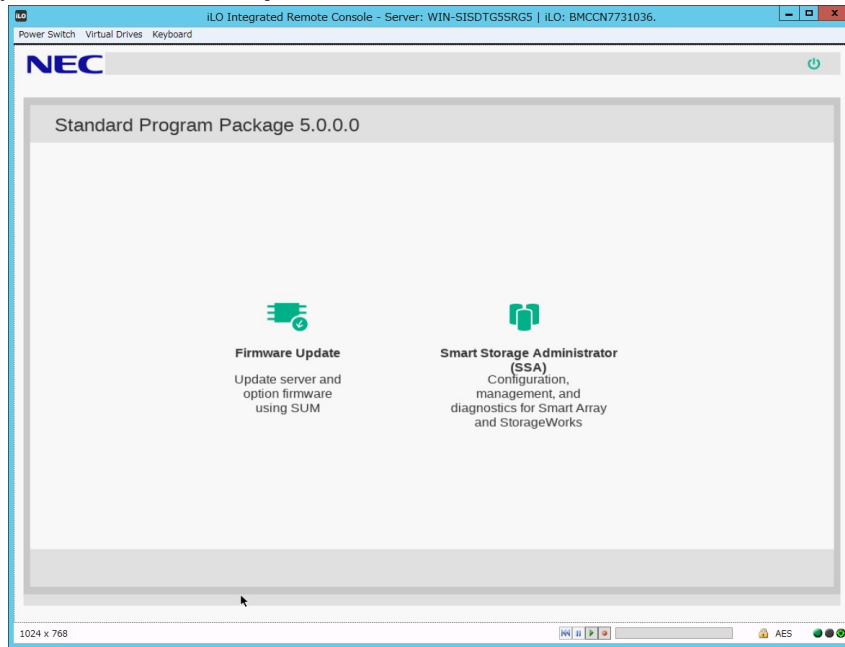 iLO
iLO Integrated Remote Console - Server: WIN-SISDTG5SRG5 | iLO: BMCCN7731036.
Power Switch Virtual Drives Keyboard
NEC
Standard Program Package 5.0.0.0
Firmware Update
Update server and
option firmware
using SUM
Smart Storage Administrator
(SSA)
Configuration,
management, and
diagnostics for Smart Array
and StorageWorks
1024 x 768
AES